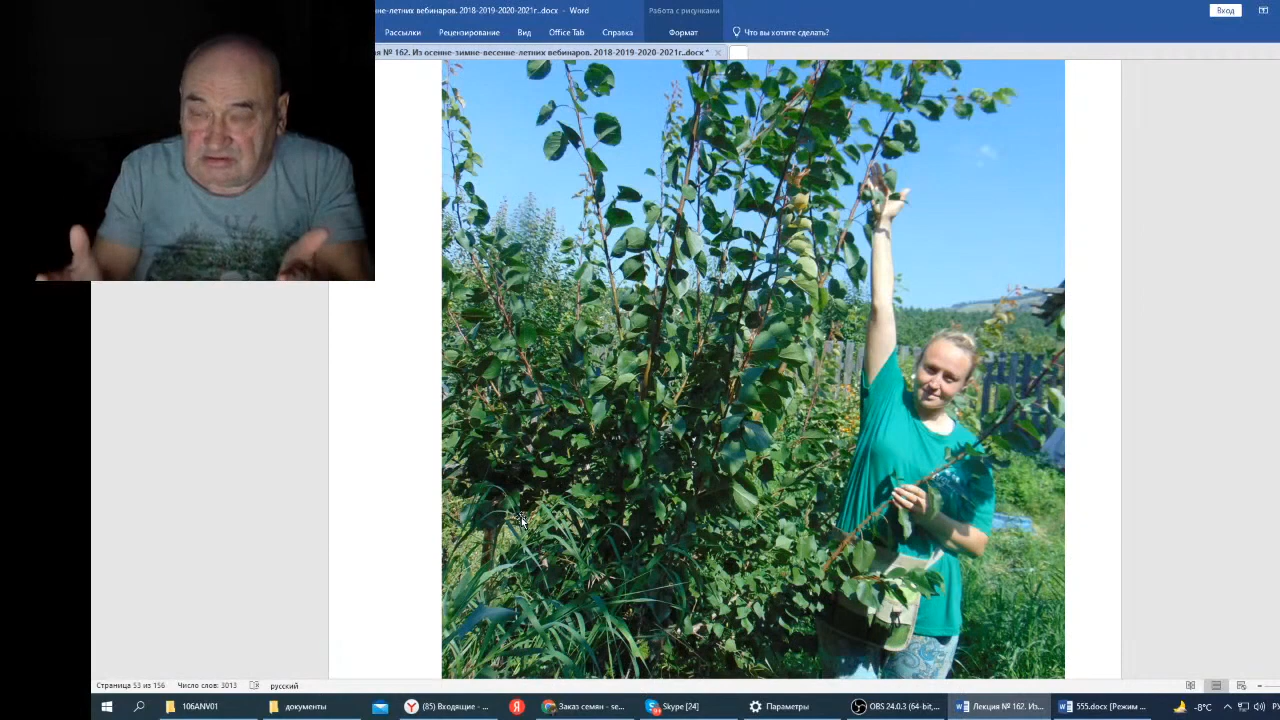 не-летних вебинаров. 2018-2019-2020-2021г..docx - Word
Работа с рисунками
Вход
Рассылки Рецензирование Вид Office Tab Справка Формат Что вы хотите сделать?
№ 162. Из осенне-зимне-весенне-летних вебинаров. 2018-2019-2020-2021г..docx *
Страница 53 из 156 Число слов: 3013 русский
106ANV01 документы (85) Входящие - ... Заказ семян - se... Skype [24] Параметры OBS 24.0.3 (64-bit,... Лекция № 162. Из... 555.docx [Режим ... -8°C